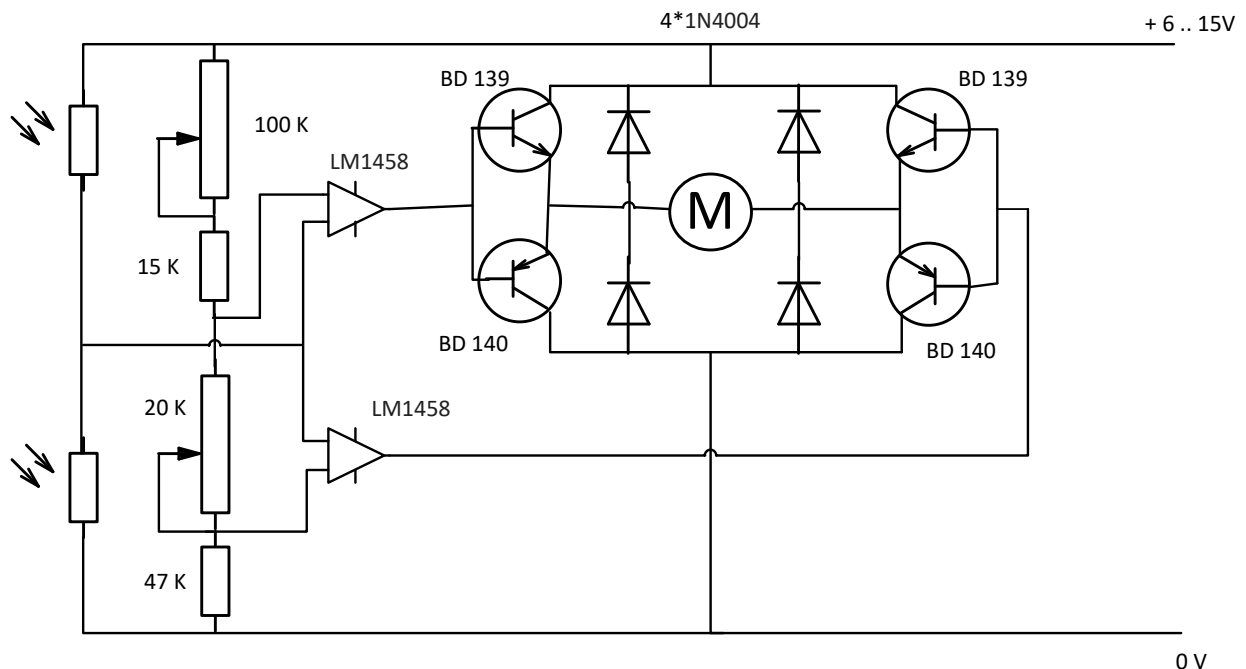 4*1N4004
+ 6 .. 15V
BD 139
BD 139
100 K
LM1458
M
15 K
BD 140
BD 140
20 K
LM1458
47 K
0 V